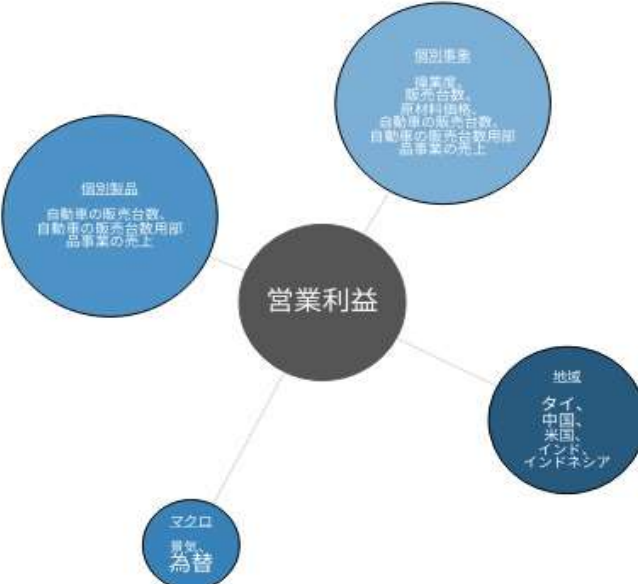 個別事業
操業度、
販売台数、
原材料価格、
自動車の販売台数、
自動車の販売台数用部
品事業の売上
個別製品
自動車の販売台数、
自動車の販売台数用部
品事業の売上
営業利益
地域
タイ、
中国、
米国、
インド、
インドネシア
マクロ
景気、
為替